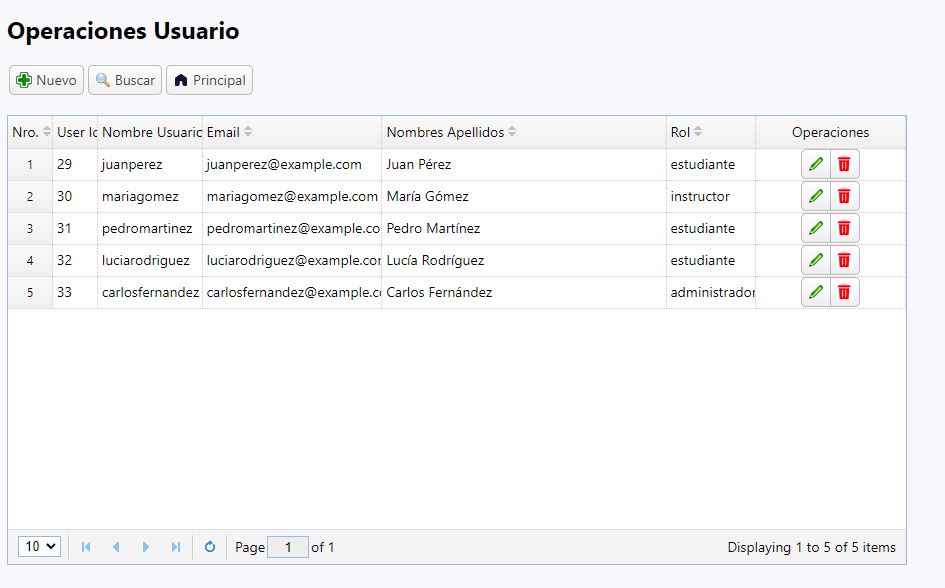 Operaciones Usuario
Nuevo Buscar Principal
Nro. User Ic Nombre Usuario Email Nombres Apellidos Rol Operaciones
1 29 juanperez juanperez@example.com Juan Pérez estudiante
2 30 mariagomez mariagomez@example.com María Gómez instructor
3 31 pedromartinez pedromartinez@example.co Pedro Martínez estudiante
4 32 luciarodriguez luciarodriguez@example.cor Lucía Rodríguez estudiante
5 33 carlosfernandez carlosfernandez@example.c Carlos Fernández administrador
10 Page 1 of 1 Displaying 1 to 5 of 5 items